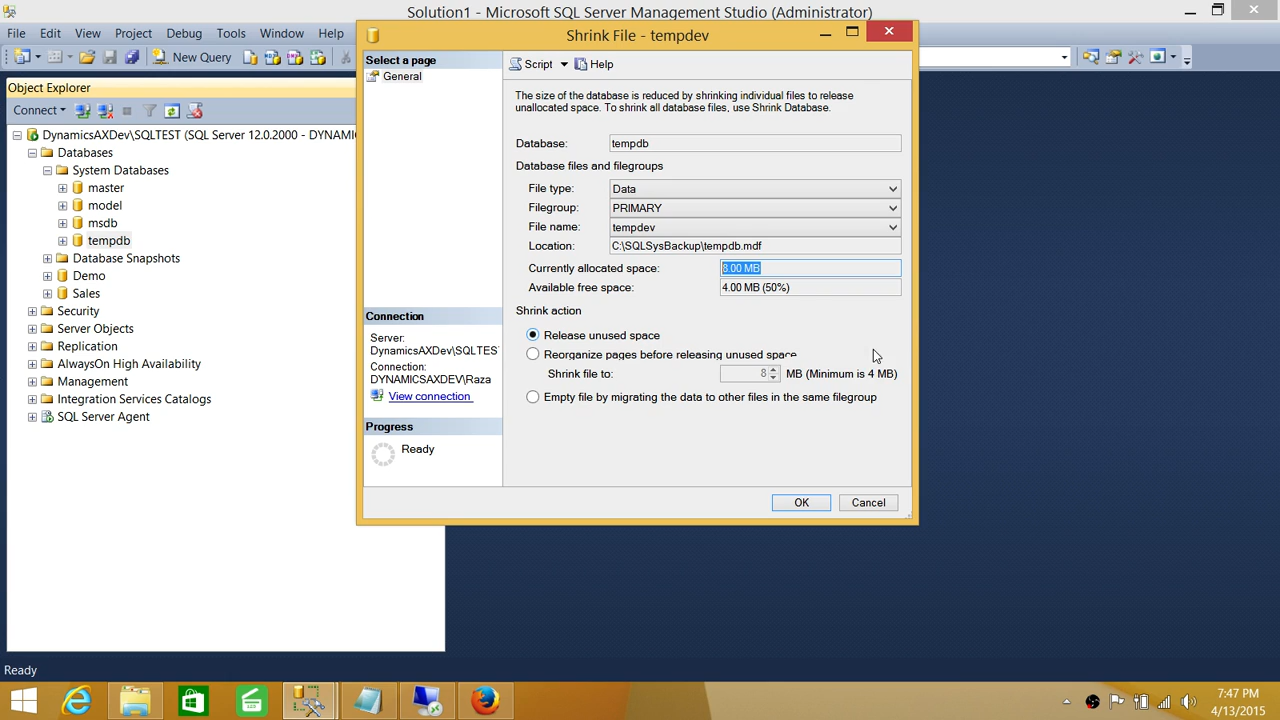 Solution1 - Microsoft SQL Server Management Studio (Administrator)
File Edit View Project Debug Tools Window Help
New Query
Object Explorer
Connect
DynamicsAXDev\SQLTEST (SQL Server 12.0.2000 - DYNAMIC
Databases
System Databases
master
model
msdb
tempdb
Database Snapshots
Demo
Sales
Security
Server Objects
Replication
AlwaysOn High Availability
Management
Integration Services Catalogs
SQL Server Agent
Shrink File - tempdev
Select a page
General
Connection
Server:
DynamicsAXDev\SQLTES
Connection:
DYNAMICSAXDEV\Raza
View connection
Progress
Ready
Script Help
The size of the database is reduced by shrinking individual files to release
unallocated space. To shrink all database files, use Shrink Database.
Database: tempdb
Database files and filegroups
File type: Data
Filegroup: PRIMARY
File name: tempdev
Location: C:\SQLSysBackup\tempdb.mdf
Currently allocated space: 8.00 MB
Available free space: 4.00 MB (50%)
Shrink action
Release unused space
Reorganize pages before releasing unused space
Shrink file to: 8 MB (Minimum is 4 MB)
Empty file by migrating the data to other files in the same filegroup
OK Cancel
Ready
7:47 PM
4/13/2015